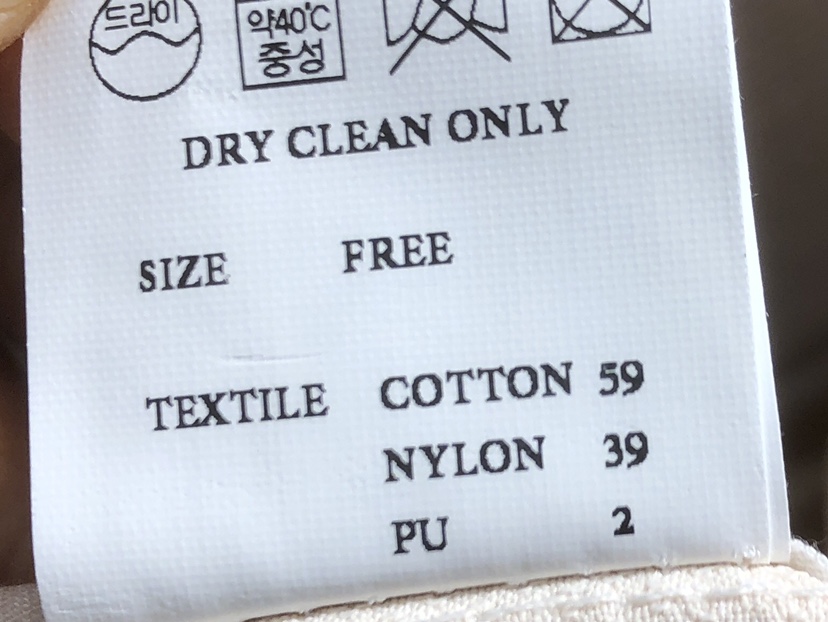 드라이
약40℃
중성
DRY CLEAN ONLY
SIZE FREE
TEXTILE COTTON 59
NYLON 39
PU 2